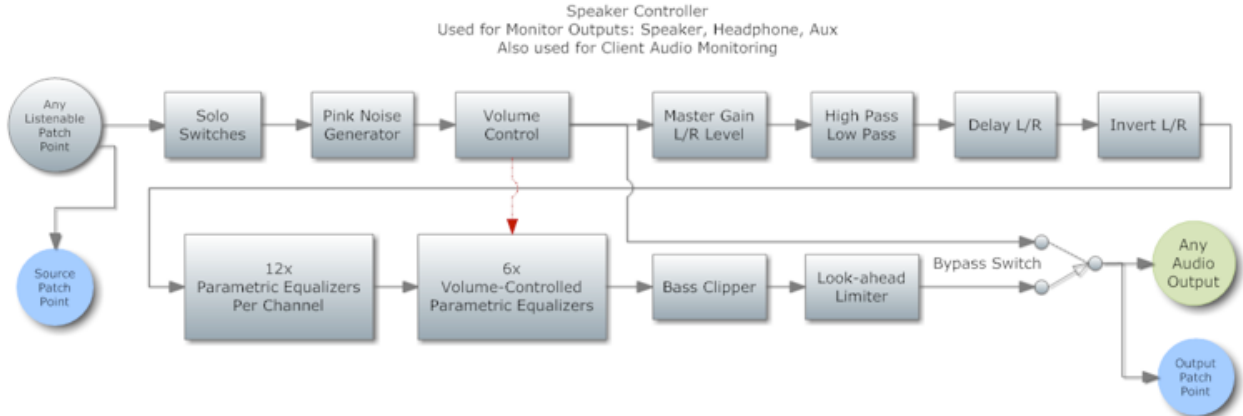 Speaker Controller
Used for Monitor Outputs: Speaker, Headphone, Aux
Also used for Client Audio Monitoring
Any
Listenable
Patch
Point
Solo
Switches
Pink Noise
Generator
Volume
Control
Master Gain
L/R Level
High Pass
Low Pass
Delay L/R
Invert L/R
Source
Patch
Point
12x
Parametric Equalizers
Per Channel
6x
Volume-Controlled
Parametric Equalizers
Bass Clipper
Look-ahead
Limiter
Bypass Switch
Any
Audio
Output
Output
Patch
Point